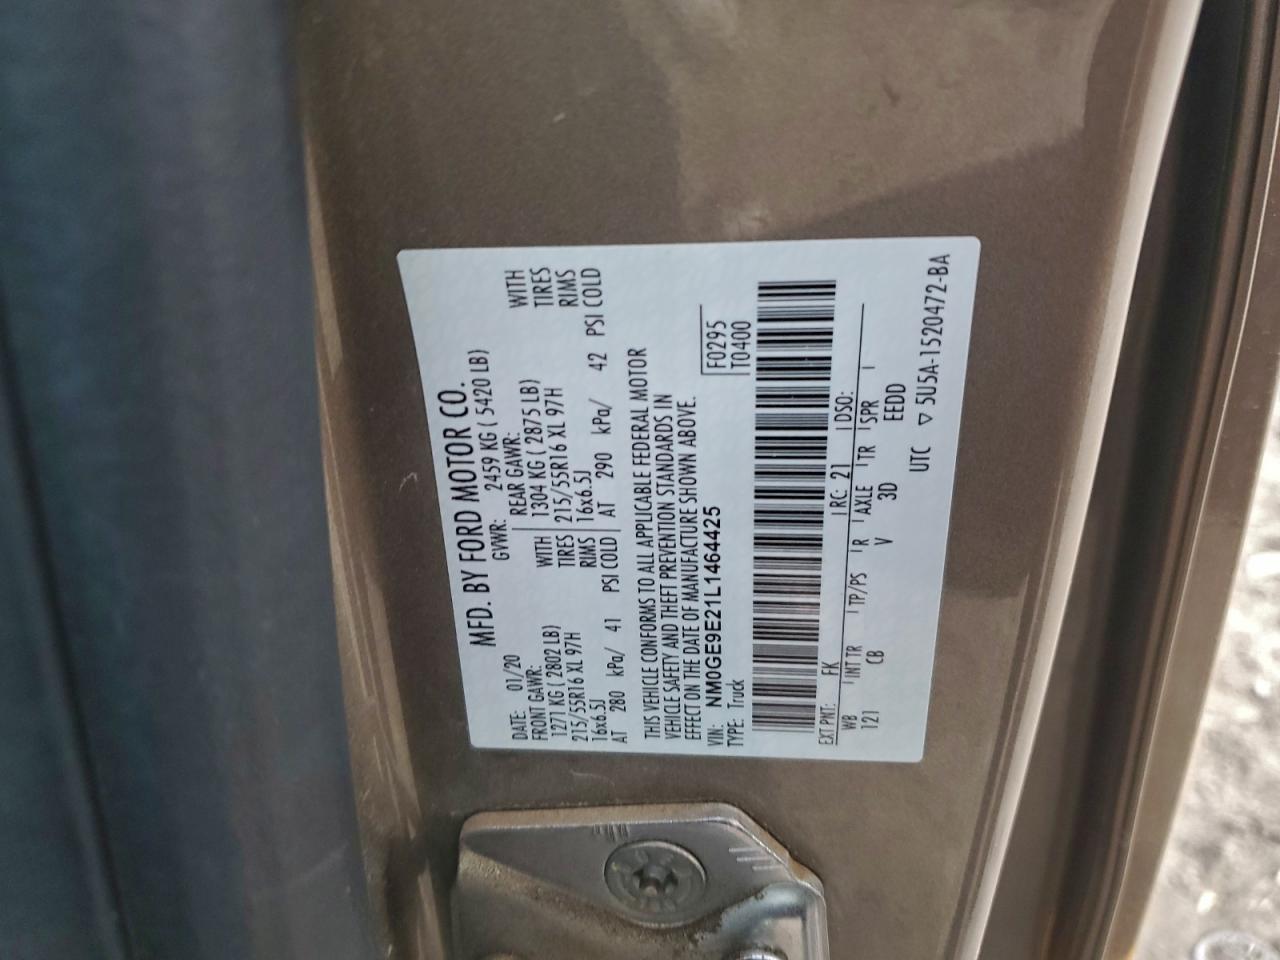 MFD. BY FORD MOTOR CO.
DATE: 01/20 GVWR: 2459 KG ( 5420 LB)
FRONT GAWR: REAR GAWR:
1271 KG ( 2802 LB) WITH 1304 KG ( 2875 LB) WITH
215/55R16 XL 97H TIRES 215/55R16 XL 97H TIRES
16x6.5J RIMS 16x6.5J RIMS
AT 280 kPa/ 41 PSI COLD AT 290 kPa/ 42 PSI COLD
THIS VEHICLE CONFORMS TO ALL APPLICABLE FEDERAL MOTOR
VEHICLE SAFETY AND THEFT PREVENTION STANDARDS IN
EFFECT ON THE DATE OF MANUFACTURE SHOWN ABOVE.
VIN: NM0GE9E21L1464425 F0295
TYPE: Truck T0400
EXT PNT: FK RC: 21 DSO:
WB INT TR TP/PS R AXLE TR SPR
121 CB V 3D EEDD
UTC ▽ 5U5A-1520472-BA